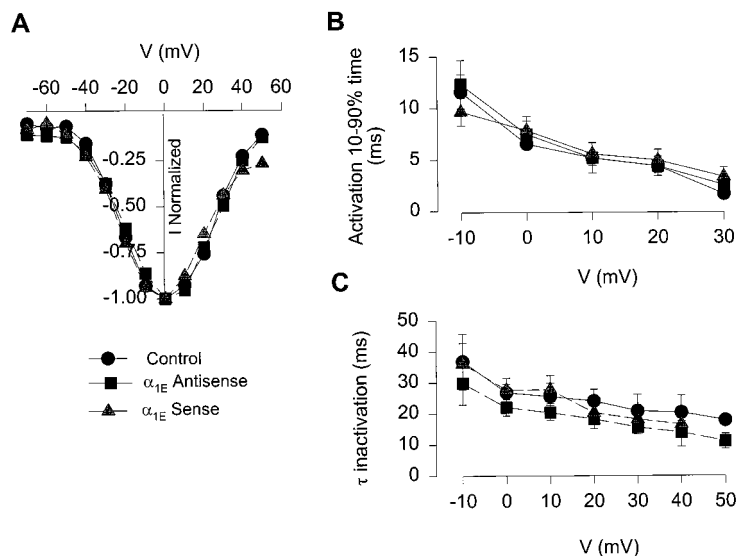 A
V (mV)
-60 -40 -20 0 20 40 60
-0.25
-0.50
-0.75
-1.00
I Normalized
Control
α1E Antisense
α1E Sense
B
Activation 10-90% time
(ms)
15
10
5
0
-10 0 10 20 30
V (mV)
C
τ inactivation (ms)
50
40
30
20
10
0
-10 0 10 20 30 40 50
V (mV)